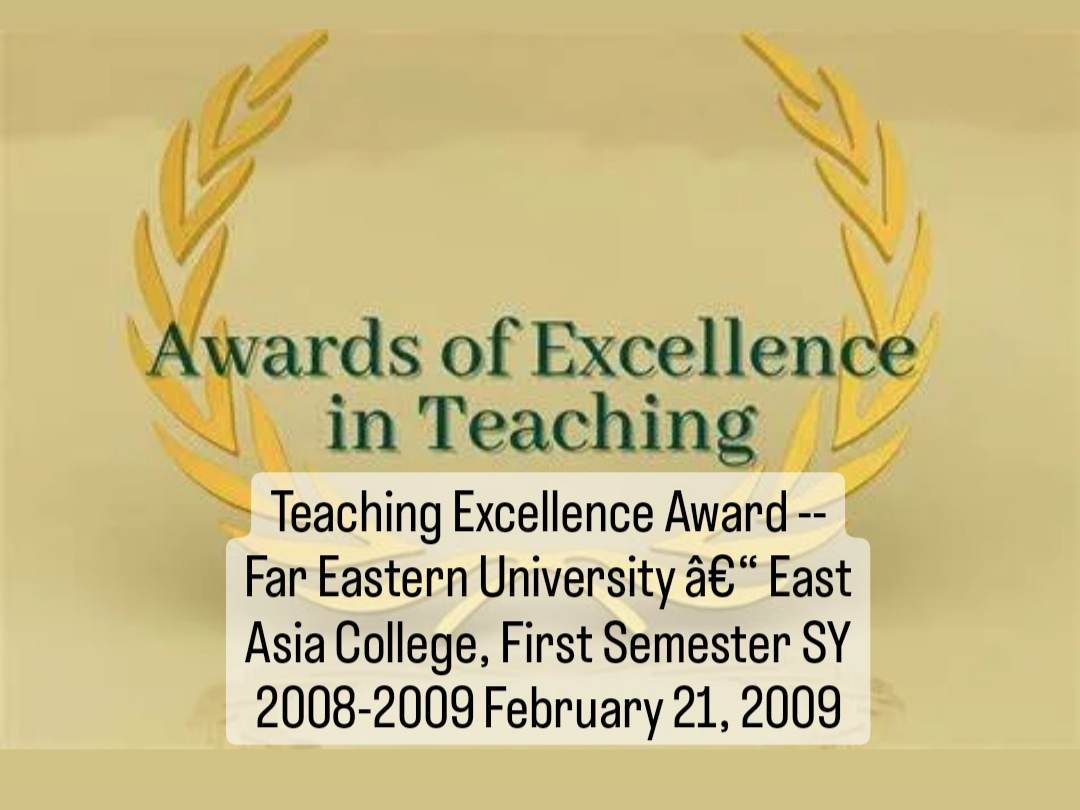 Awards of Excellence
in Teaching
Teaching Excellence Award --
Far Eastern University â€“ East
Asia College, First Semester SY
2008-2009 February 21, 2009